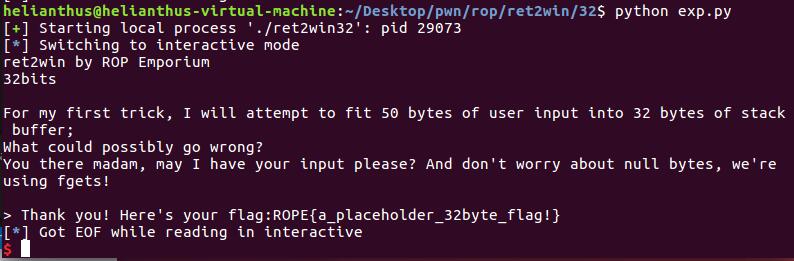 helianthus@helianthus-virtual-machine:~/Desktop/pwn/rop/ret2win/32$ python exp.py
[+] Starting local process './ret2win32': pid 29073
[*] Switching to interactive mode
ret2win by ROP Emporium
32bits
For my first trick, I will attempt to fit 50 bytes of user input into 32 bytes of stack
buffer;
What could possibly go wrong?
You there madam, may I have your input please? And don't worry about null bytes, we're
using fgets!
> Thank you! Here's your flag:ROPE{a_placeholder_32byte_flag!}
[*] Got EOF while reading in interactive
$